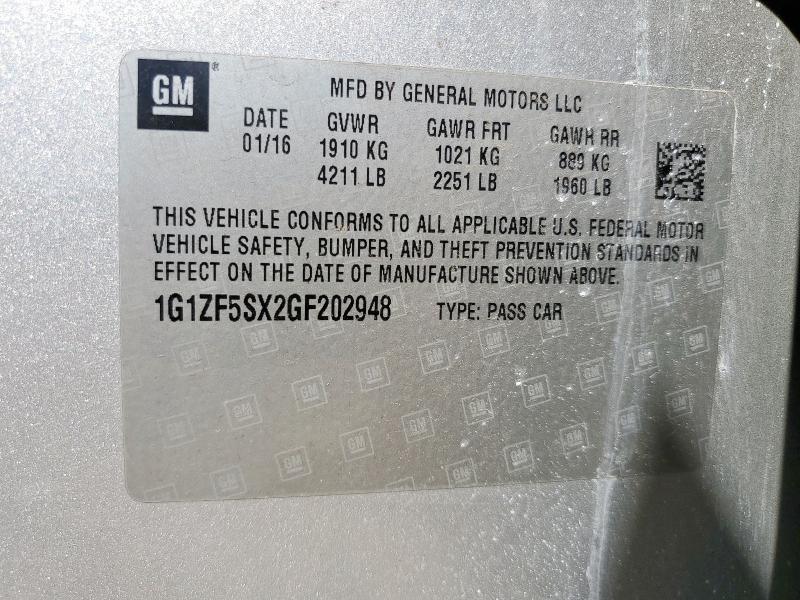 GM
MFD BY GENERAL MOTORS LLC
DATE GVWR GAWR FRT GAWR RR
01/16 1910 KG 1021 KG 889 KG
4211 LB 2251 LB 1960 LB
THIS VEHICLE CONFORMS TO ALL APPLICABLE U.S. FEDERAL MOTOR
VEHICLE SAFETY, BUMPER, AND THEFT PREVENTION STANDARDS IN
EFFECT ON THE DATE OF MANUFACTURE SHOWN ABOVE.
1G1ZF5SX2GF202948 TYPE: PASS CAR